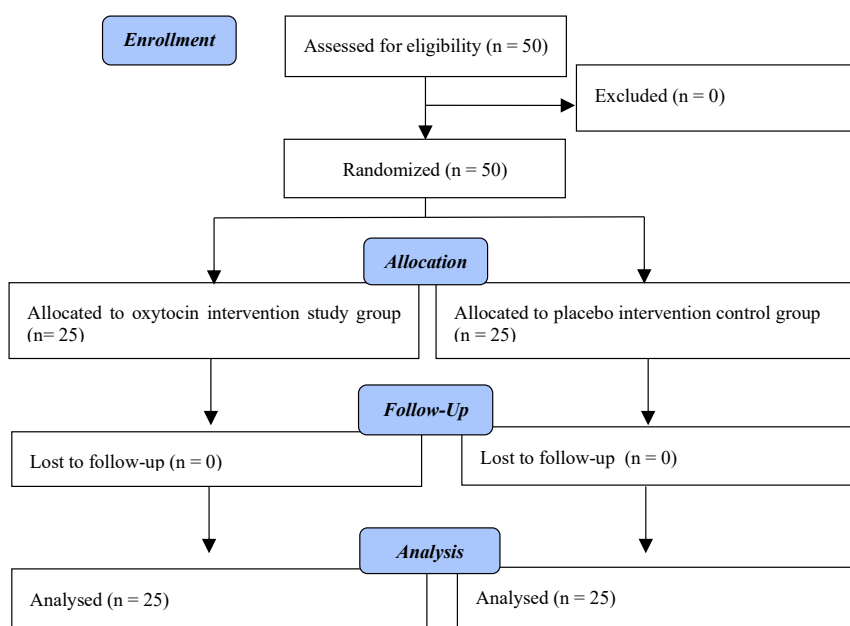 Enrollment
Assessed for eligibility (n = 50)
Excluded (n = 0)
Randomized (n = 50)
Allocation
Allocated to oxytocin intervention study group
(n= 25)
Allocated to placebo intervention control group
(n = 25)
Follow-Up
Lost to follow-up (n = 0)
Lost to follow-up (n = 0)
Analysis
Analysed (n = 25)
Analysed (n = 25)